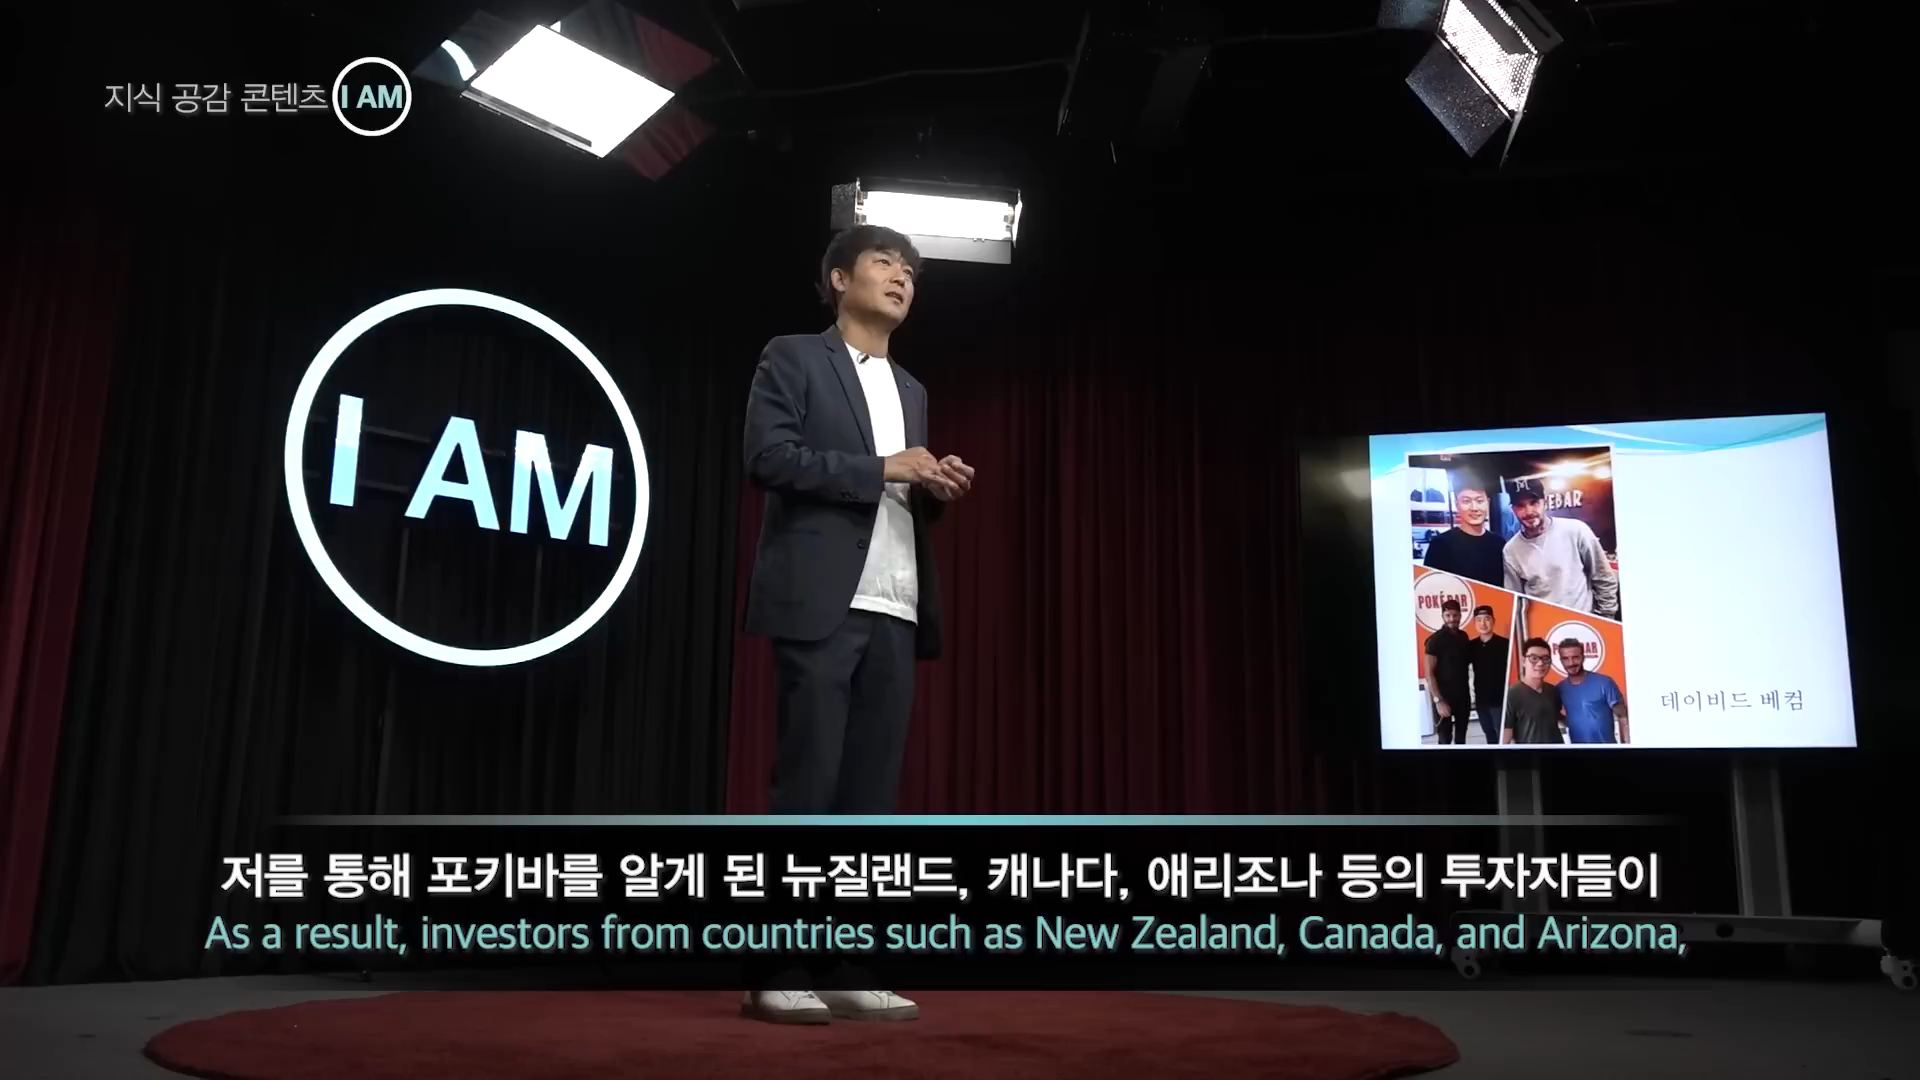 지식 공감 콘텐츠 I AM
I AM
POKÉ BAR
데이비드 베컴
저를 통해 포키바를 알게 된 뉴질랜드, 캐나다, 애리조나 등의 투자자들이
As a result, investors from countries such as New Zealand, Canada, and Arizona,